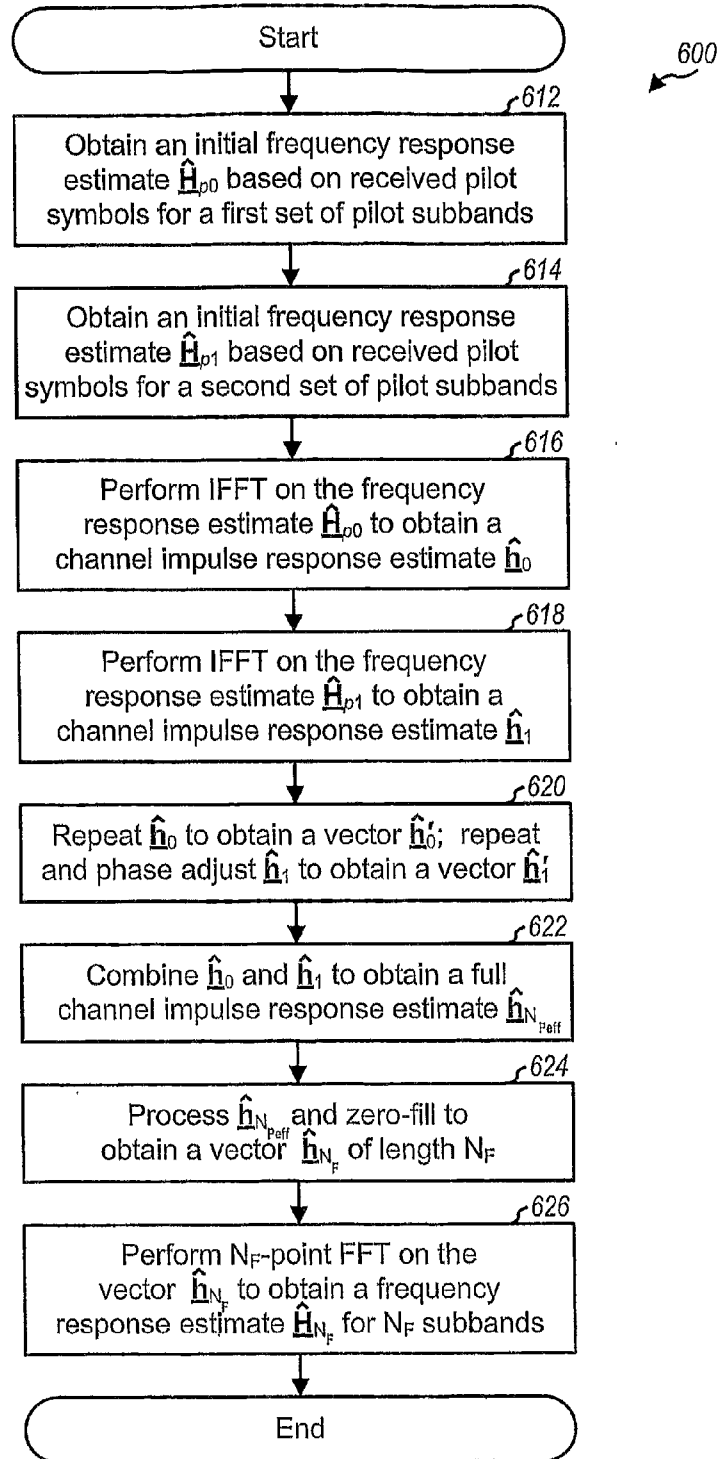 Start
600
612
Obtain an initial frequency response
estimate Ĥp0 based on received pilot
symbols for a first set of pilot subbands
614
Obtain an initial frequency response
estimate Ĥp1 based on received pilot
symbols for a second set of pilot subbands
616
Perform IFFT on the frequency
response estimate Ĥp0 to obtain a
channel impulse response estimate ĥ0
618
Perform IFFT on the frequency
response estimate Ĥp1 to obtain a
channel impulse response estimate ĥ1
620
Repeat ĥ0 to obtain a vector ĥ′0; repeat
and phase adjust ĥ1 to obtain a vector ĥ′1
622
Combine ĥ0 and ĥ1 to obtain a full
channel impulse response estimate ĥNPeff
624
Process ĥNPeff and zero-fill to
obtain a vector ĥNF of length NF
626
Perform NF-point FFT on the
vector ĥNF to obtain a frequency
response estimate ĤNF for NF subbands
End